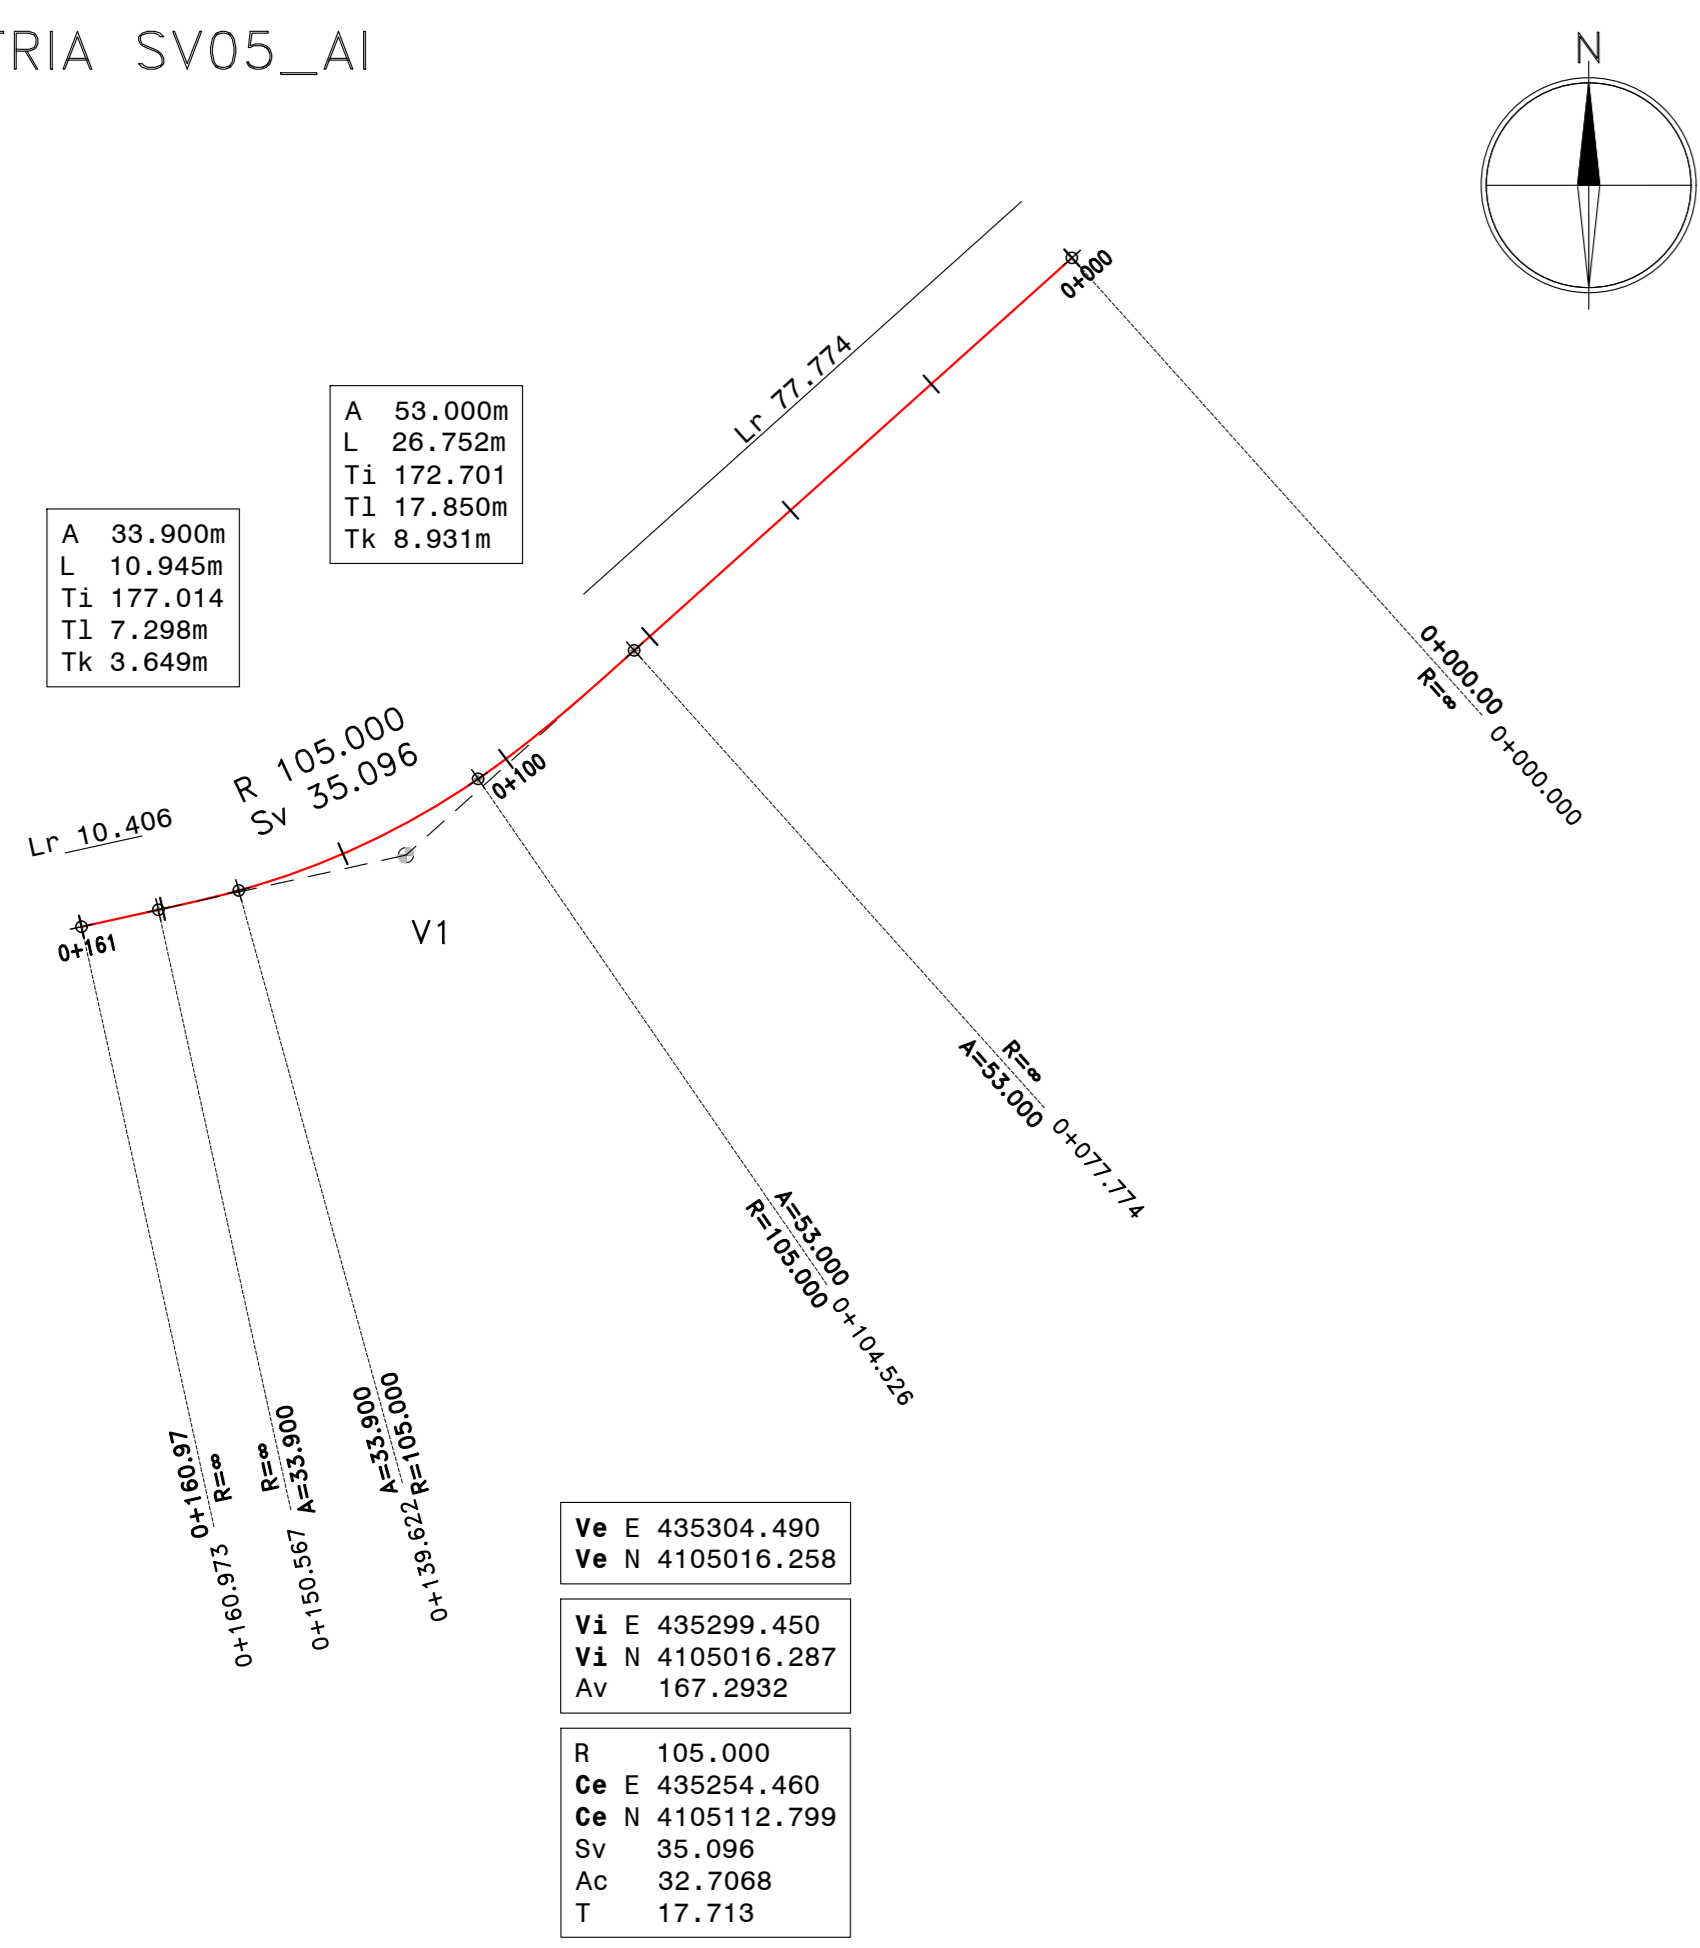 TRIA SV05_AI
N
0+000
Lr 77.774
A 53.000m
L 26.752m
Ti 172.701
Tl 17.850m
Tk 8.931m
A 33.900m
L 10.945m
Ti 177.014
Tl 7.298m
Tk 3.649m
R 105.000
Sv 35.096
0+100
Lr 10.406
V1
0+161
0+000.00
R=∞
0+000.000
R=∞
A=53.000
0+077.774
A=53.000
R=105.000
0+104.526
A=33.900
R=105.000
0+139.622
R=∞
A=33.900
0+150.567
0+160.97
R=∞
0+160.973
Ve E 435304.490
Ve N 4105016.258
Vi E 435299.450
Vi N 4105016.287
Av 167.2932
R 105.000
Ce E 435254.460
Ce N 4105112.799
Sv 35.096
Ac 32.7068
T 17.713